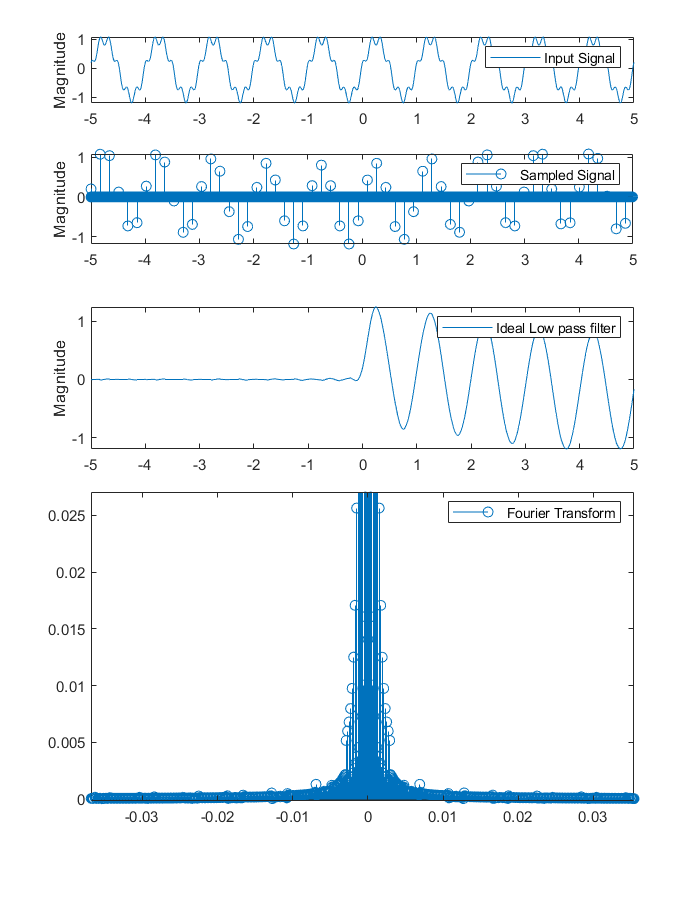 Magnitude
1
0
-1
Input Signal
-5 -4 -3 -2 -1 0 1 2 3 4 5
Magnitude
1
0
-1
Sampled Signal
-5 -4 -3 -2 -1 0 1 2 3 4 5
Magnitude
1
0
-1
Ideal Low pass filter
-5 -4 -3 -2 -1 0 1 2 3 4 5
Fourier Transform
0.025
0.02
0.015
0.01
0.005
0
-0.03 -0.02 -0.01 0 0.01 0.02 0.03